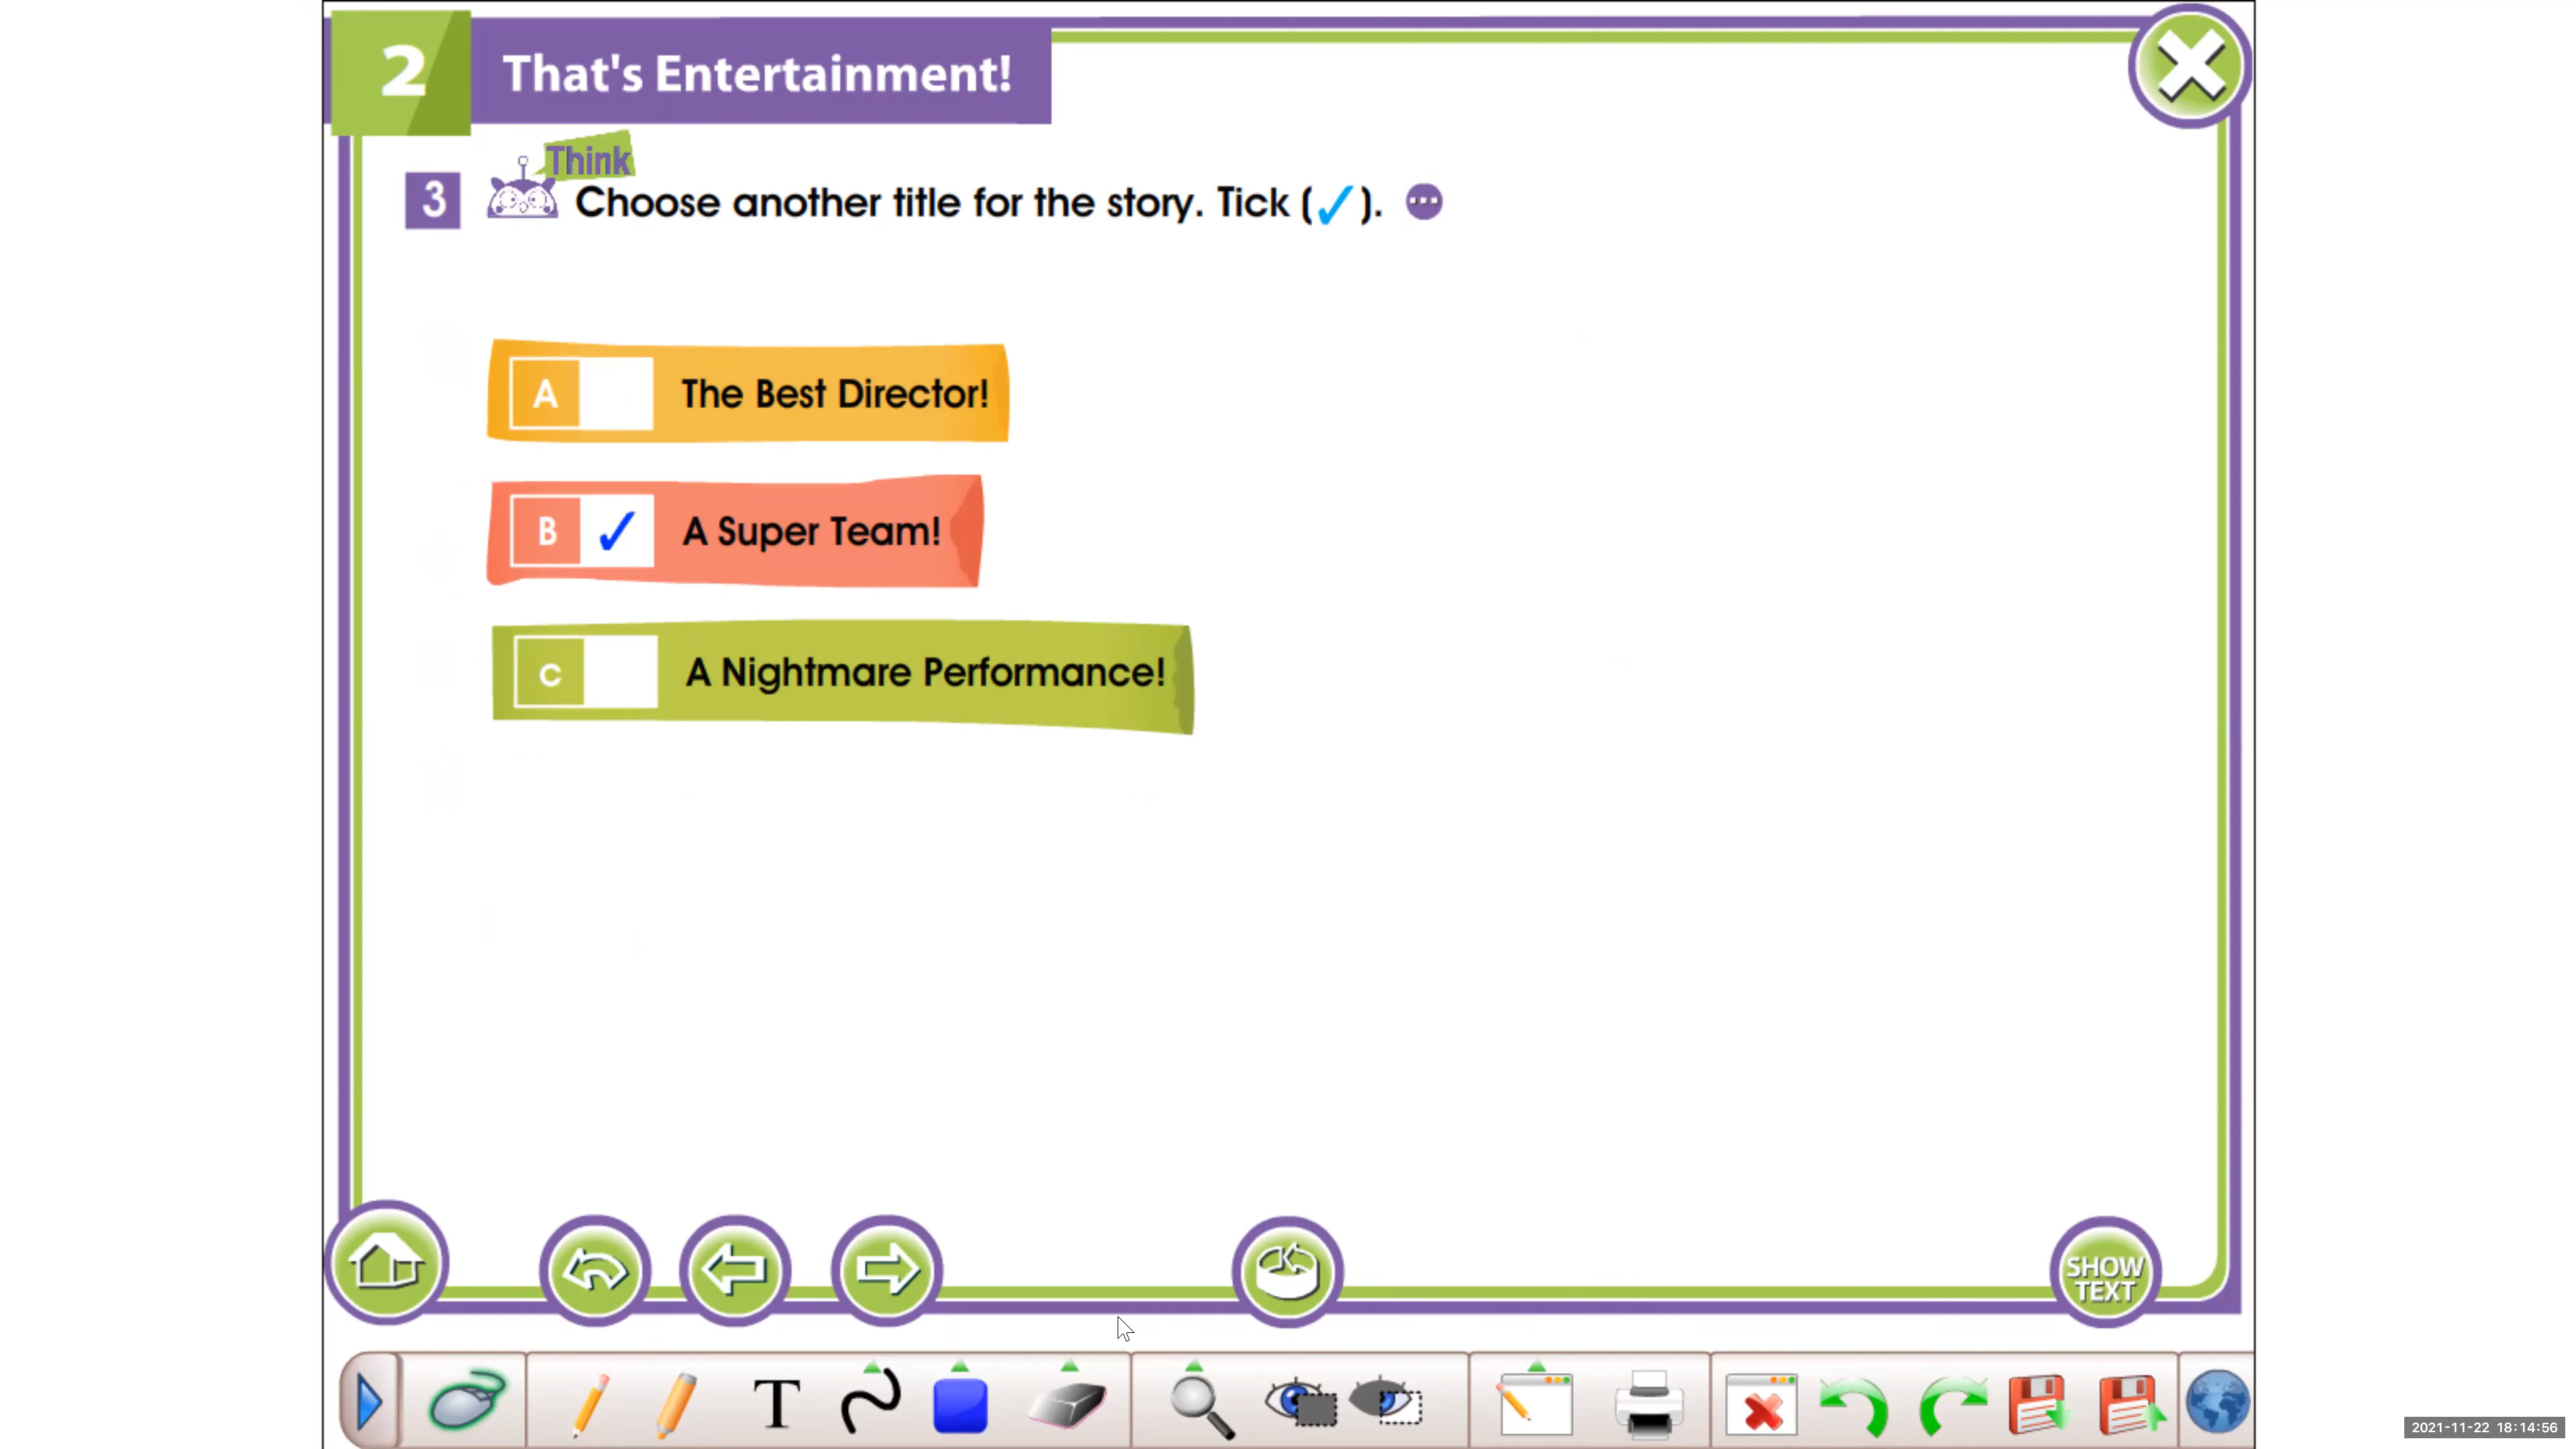 2 That's Entertainment!
Think
3 Choose another title for the story. Tick (✓).
A The Best Director!
B ✓ A Super Team!
C A Nightmare Performance!
SHOW
TEXT
T
2021-11-22 18:14:56